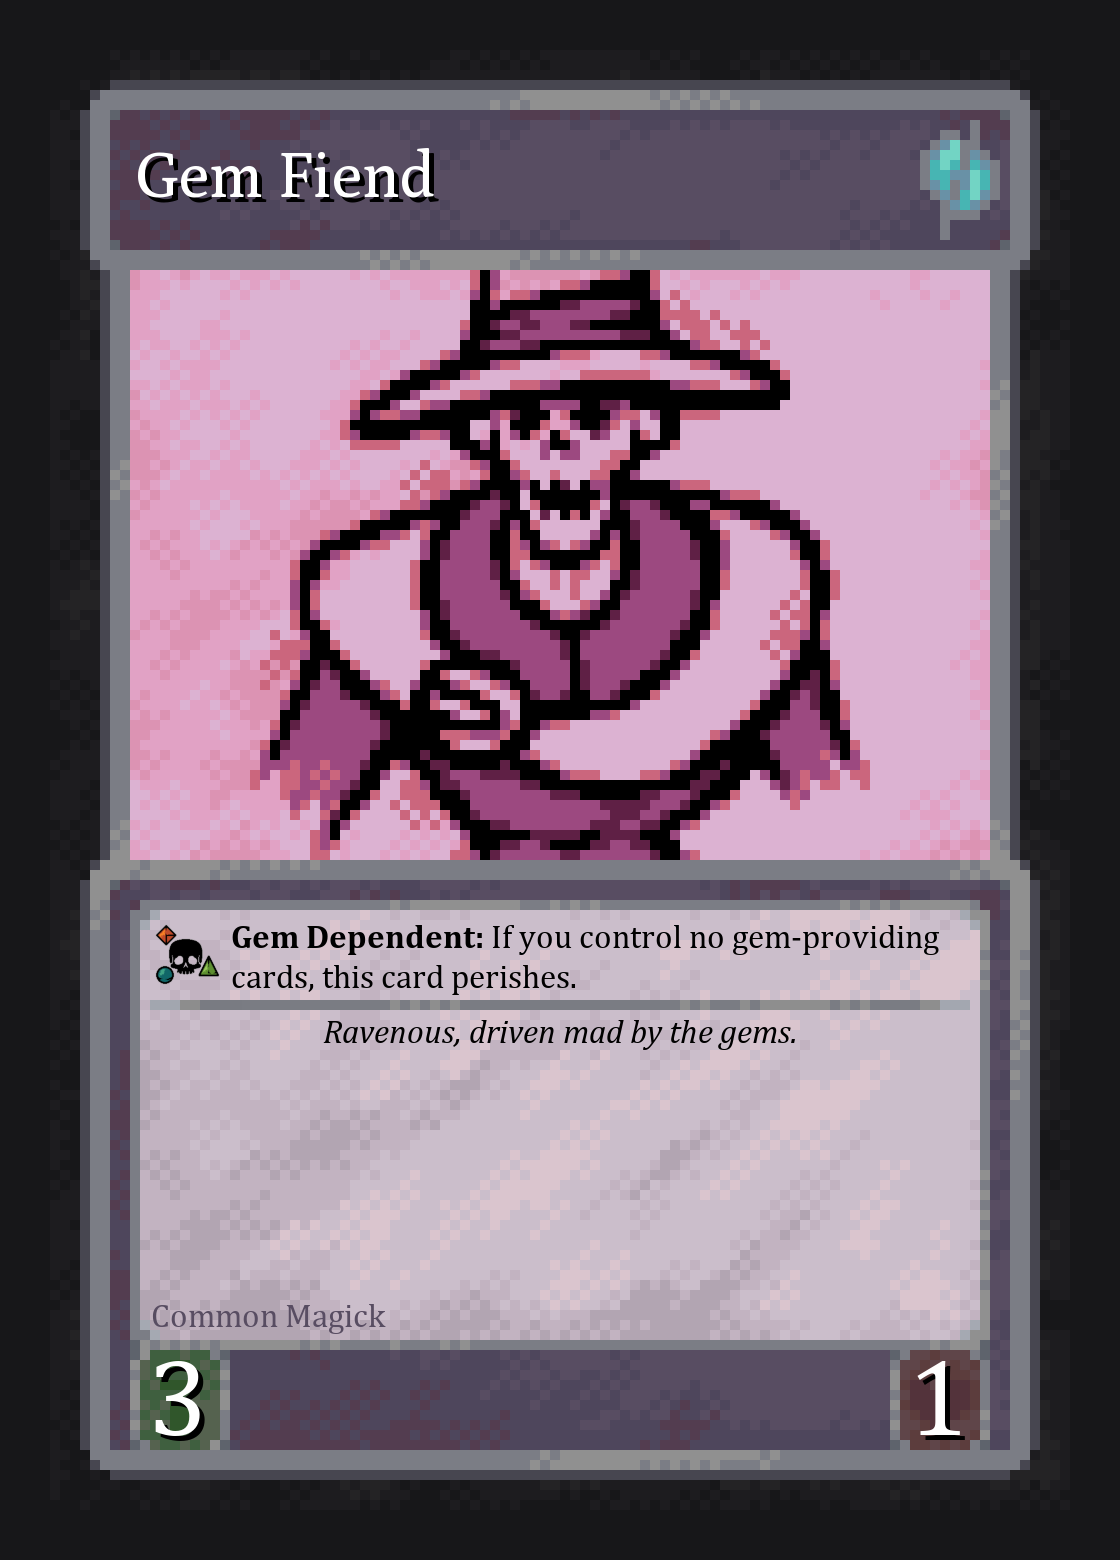 Gem Fiend
Gem Dependent: If you control no gem-providing
cards, this card perishes.
Ravenous, driven mad by the gems.
Common Magick
3
1